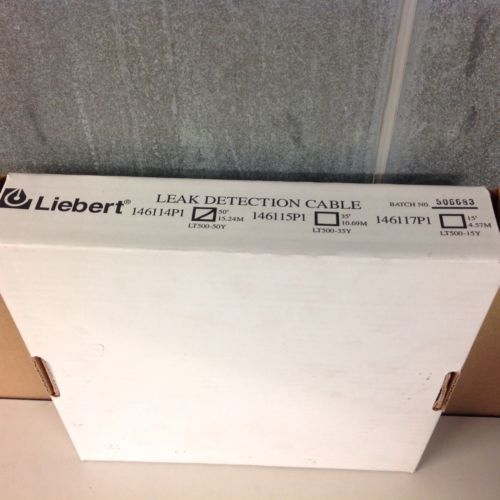 Liebert®
LEAK DETECTION CABLE
BATCH NO. 506683
146114P1
50'
15.24M
LT500-50Y
146115P1
35'
10.69M
LT500-35Y
146117P1
15'
4.57M
LT500-15Y